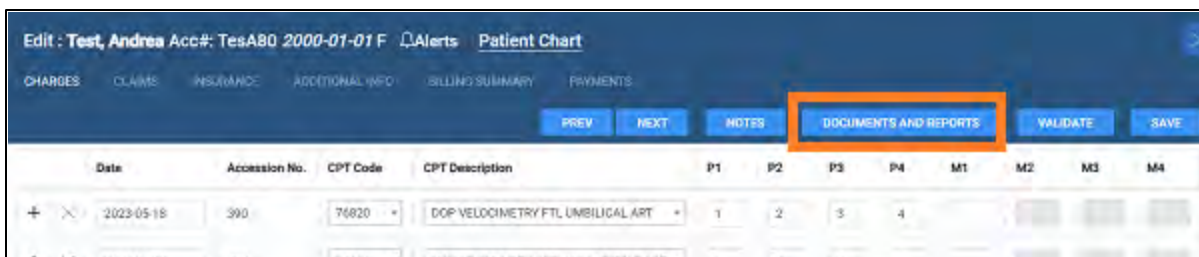 Edit : Test, Andrea Acc#: TesA80 2000-01-01 F Alerts Patient Chart
CHARGES CLAIMS INSURANCE ADDITIONAL INFO BILLING SUMMARY PAYMENTS
PREV NEXT NOTES DOCUMENTS AND REPORTS VALIDATE SAVE
Date Accession No. CPT Code CPT Description P1 P2 P3 P4 M1 M2 M3 M4
2023-05-18 390 76820 DOP VELOCIMETRY FTL UMBILICAL ART 1 2 3 4